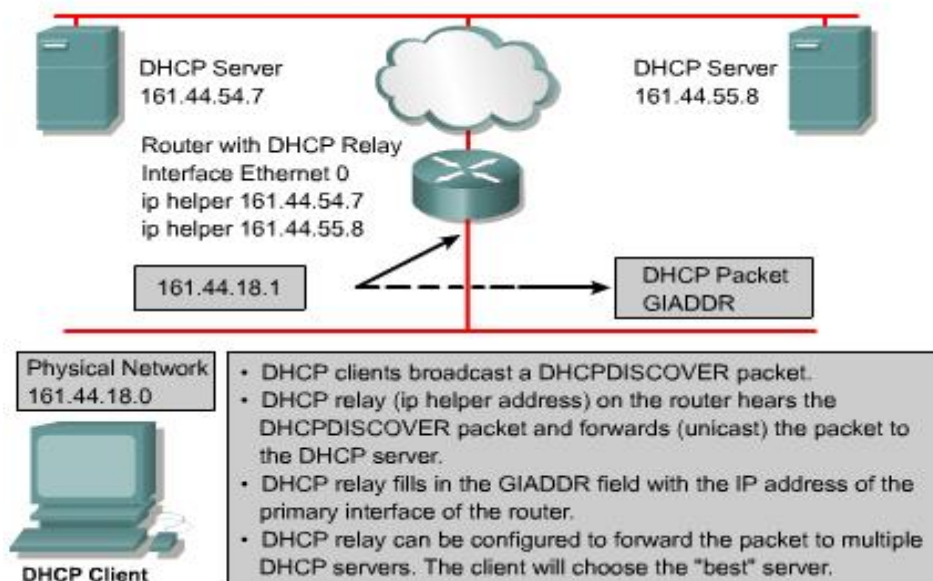 DHCP Server
161.44.54.7
DHCP Server
161.44.55.8
Router with DHCP Relay
Interface Ethernet 0
ip helper 161.44.54.7
ip helper 161.44.55.8
161.44.18.1
DHCP Packet
GIADDR
Physical Network
161.44.18.0
DHCP Client
• DHCP clients broadcast a DHCPDISCOVER packet.
• DHCP relay (ip helper address) on the router hears the
DHCPDISCOVER packet and forwards (unicast) the packet to
the DHCP server.
• DHCP relay fills in the GIADDR field with the IP address of the
primary interface of the router.
• DHCP relay can be configured to forward the packet to multiple
DHCP servers. The client will choose the "best" server.